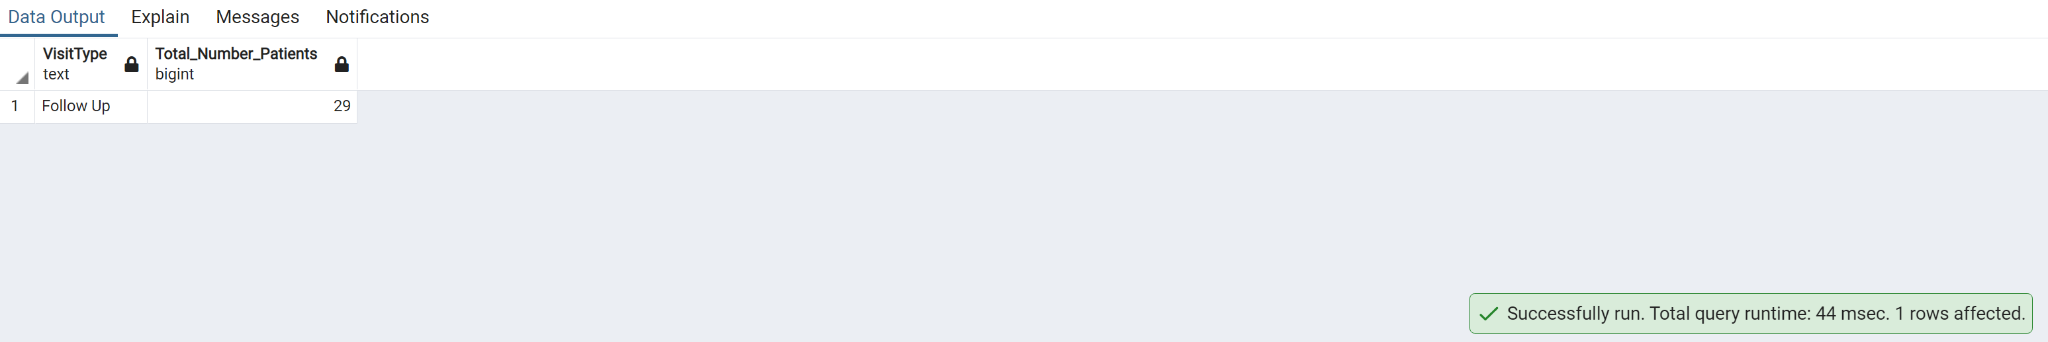 Data Output Explain Messages Notifications
VisitType Total_Number_Patients
text bigint
1 Follow Up 29
Successfully run. Total query runtime: 44 msec. 1 rows affected.